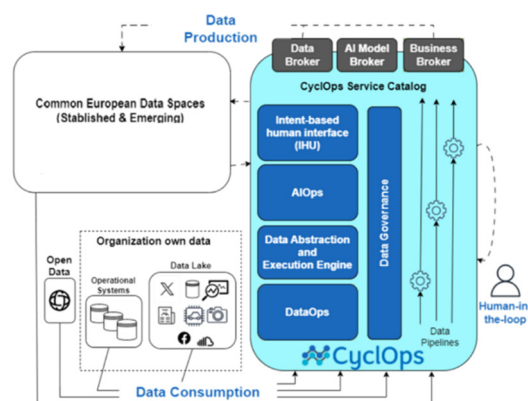 Data
Production
Data
Broker
AI Model
Broker
Business
Broker
CyclOps Service Catalog
Common European Data Spaces
(Stablished & Emerging)
Intent-based
human interface
(IHU)
AIOps
Data Abstraction
and
Execution Engine
DataOps
Data Governance
Data
Pipelines
CyclOps
Human-in
the-loop
Organization own data
Open
Data
Operational
Systems
Data Lake
X
Data Consumption